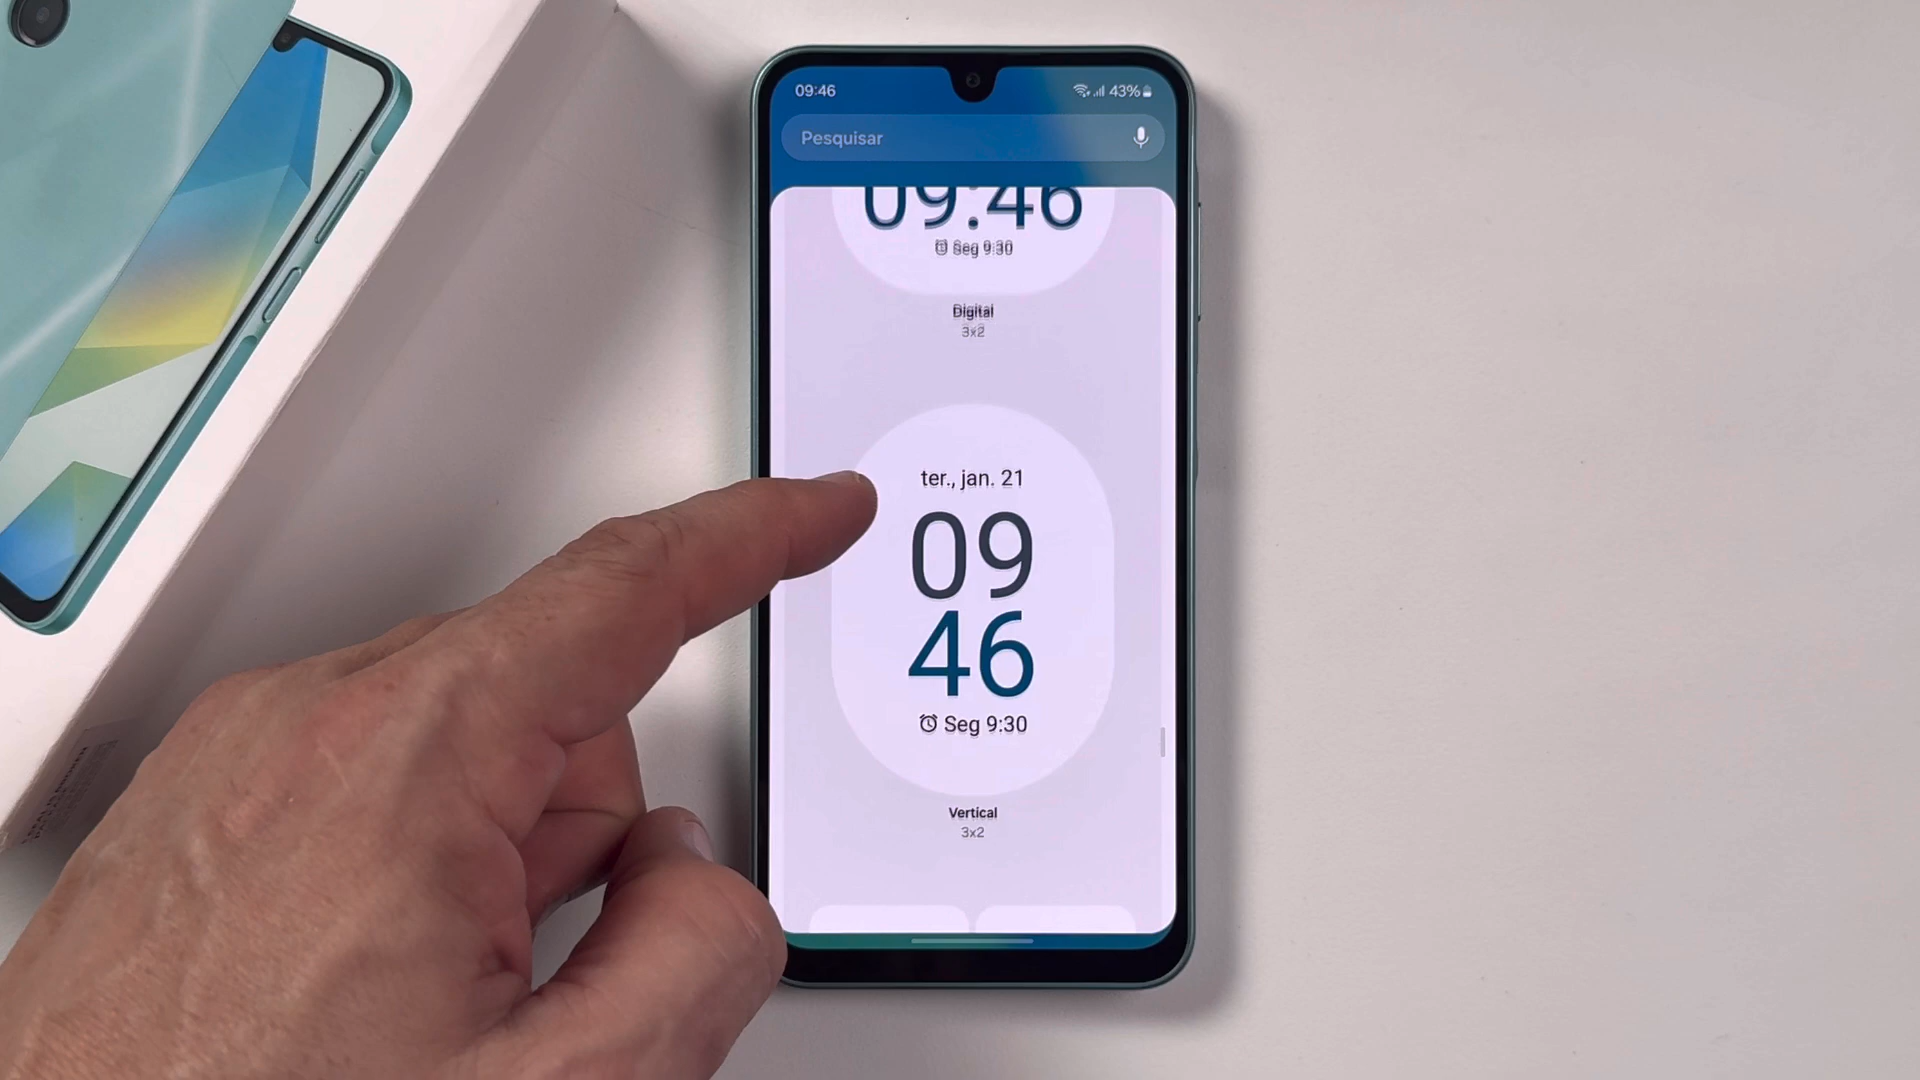 09:46
43%
Pesquisar
09:46
Seg 9:30
Digital
3x2
ter., jan. 21
09
46
Seg 9:30
Vertical
3x2